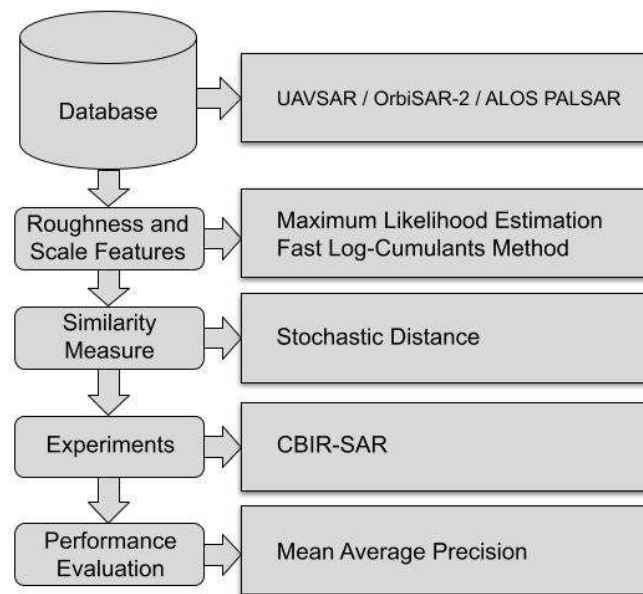 Database
UAVSAR / OrbiSAR-2 / ALOS PALSAR
Roughness and
Scale Features
Maximum Likelihood Estimation
Fast Log-Cumulants Method
Similarity
Measure
Stochastic Distance
Experiments
CBIR-SAR
Performance
Evaluation
Mean Average Precision